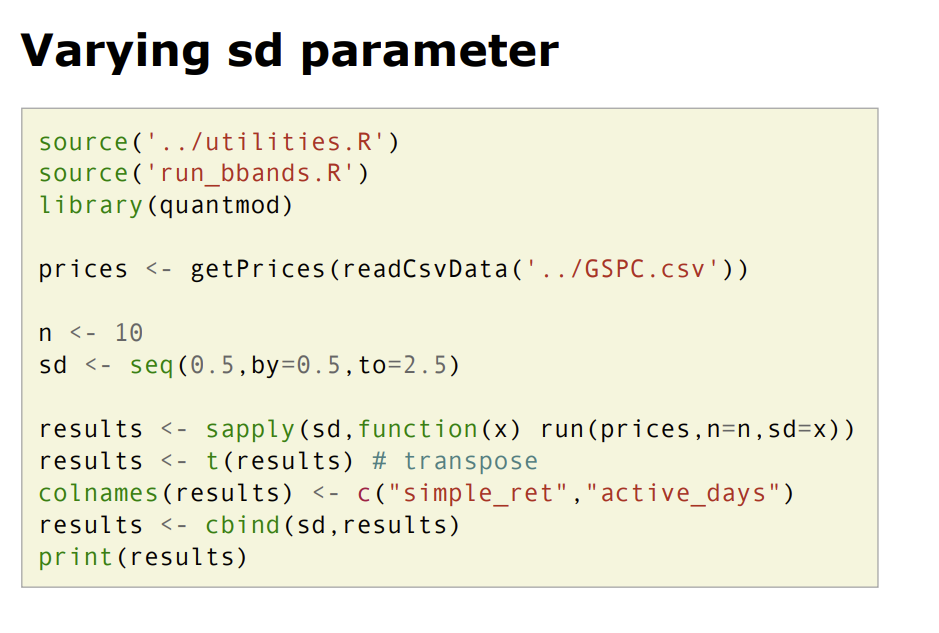 Varying sd parameter
source('../utilities.R')
source('run_bbands.R')
library(quantmod)
prices <- getPrices(readCsvData('../GSPC.csv'))
n <- 10
sd <- seq(0.5,by=0.5,to=2.5)
results <- sapply(sd,function(x) run(prices,n=n,sd=x))
results <- t(results) # transpose
colnames(results) <- c("simple_ret","active_days")
results <- cbind(sd,results)
print(results)